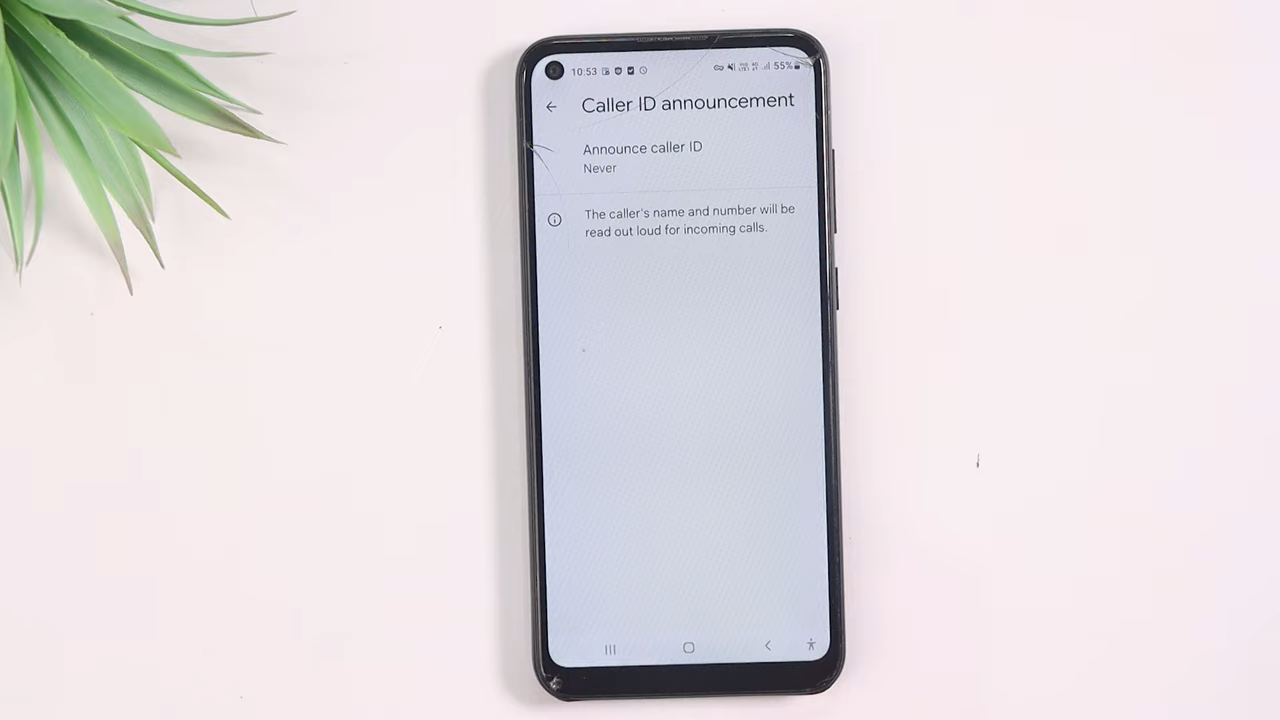 10:53
55%
Caller ID announcement
Announce caller ID
Never
The caller's name and number will be
read out loud for incoming calls.